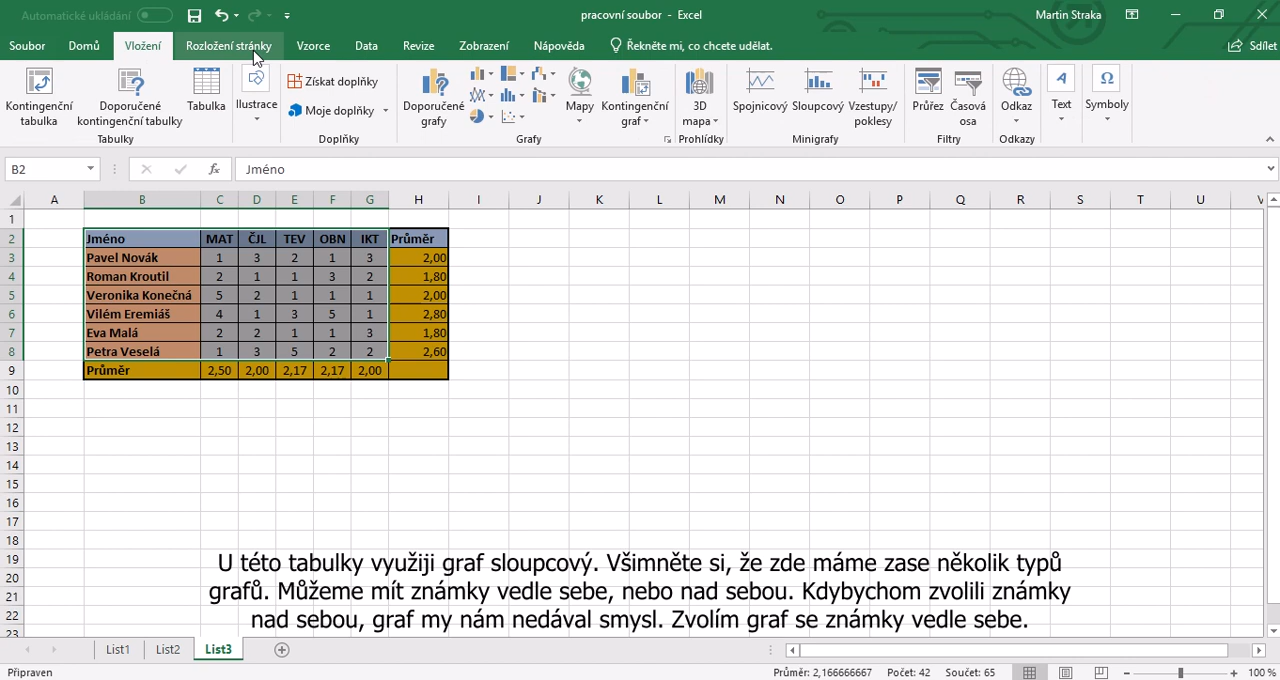 Automatické ukládání
pracovní soubor - Excel
Martin Straka
Soubor Domů Vložení Rozložení stránky Vzorce Data Revize Zobrazení Nápověda Řekněte mi, co chcete udělat. Sdílet
Kontingenční tabulka
Doporučené kontingenční tabulky
Tabulka
Ilustrace
Získat doplňky
Moje doplňky
Doporučené grafy
Mapy
Kontingenční graf
3D mapa
Spojnicový
Sloupcový
Vzestupy/poklesy
Průřez
Časová osa
Odkaz
Text
Symboly
Tabulky Doplňky Grafy Prohlídky Minigrafy Filtry Odkazy
B2 fx Jméno
A B C D E F G H I J K L M N O P Q R S T U V
1
2 Jméno MAT ČJL TEV OBN IKT Průměr
3 Pavel Novák 1 3 2 1 3 2,00
4 Roman Kroutil 2 1 1 3 2 1,80
5 Veronika Konečná 5 2 1 1 1 2,00
6 Vilém Eremiáš 4 1 3 5 1 2,80
7 Eva Malá 2 2 1 1 3 1,80
8 Petra Veselá 1 3 5 2 2 2,60
9 Průměr 2,50 2,00 2,17 2,17 2,00
10
11
12
13
14
15
16
17
18
19
20
21
22
23
U této tabulky využiji graf sloupcový. Všimněte si, že zde máme zase několik typů
grafů. Můžeme mít známky vedle sebe, nebo nad sebou. Kdybychom zvolili známky
nad sebou, graf my nám nedával smysl. Zvolím graf se známky vedle sebe.
List1 List2 List3
Připraven
Průměr: 2,166666667 Počet: 42 Součet: 65
100 %